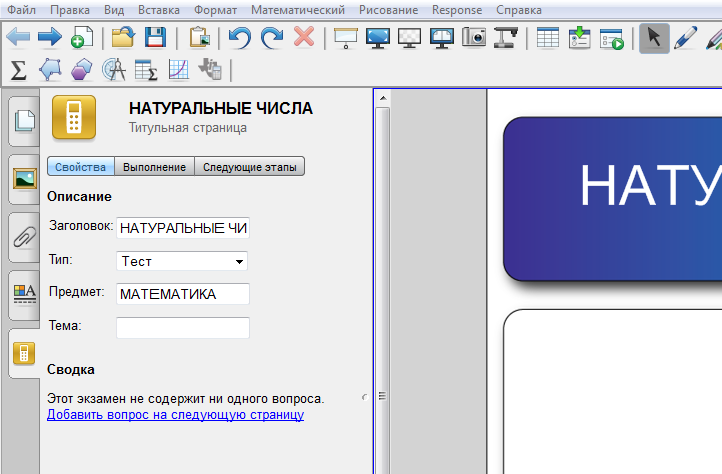 Файл Правка Вид Вставка Формат Математический Рисование Response Справка
НАТУРАЛЬНЫЕ ЧИСЛА
Титульная страница
Свойства Выполнение Следующие этапы
Описание
Заголовок: НАТУРАЛЬНЫЕ ЧИ
Тип: Тест
Предмет: МАТЕМАТИКА
Тема:
Сводка
Этот экзамен не содержит ни одного вопроса.
Добавить вопрос на следующую страницу
НАТУ